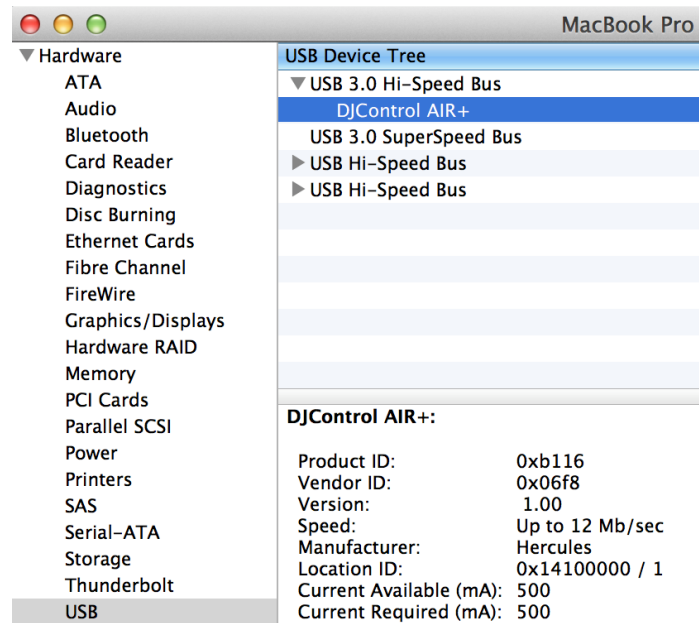 MacBook Pro
Hardware
ATA
Audio
Bluetooth
Card Reader
Diagnostics
Disc Burning
Ethernet Cards
Fibre Channel
FireWire
Graphics/Displays
Hardware RAID
Memory
PCI Cards
Parallel SCSI
Power
Printers
SAS
Serial-ATA
Storage
Thunderbolt
USB
USB Device Tree
USB 3.0 Hi-Speed Bus
DJControl AIR+
USB 3.0 SuperSpeed Bus
USB Hi-Speed Bus
USB Hi-Speed Bus
DJControl AIR+:
Product ID: 0xb116
Vendor ID: 0x06f8
Version: 1.00
Speed: Up to 12 Mb/sec
Manufacturer: Hercules
Location ID: 0x14100000 / 1
Current Available (mA): 500
Current Required (mA): 500